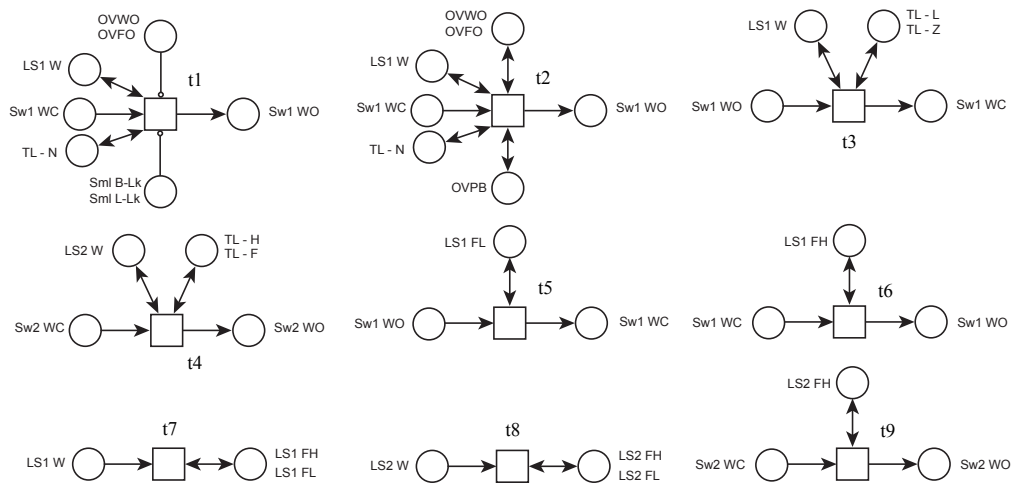 OVWO
OVFO
LS1 W
t1
Sw1 WC
Sw1 WO
TL - N
Sml B-Lk
Sml L-Lk
OVWO
OVFO
LS1 W
t2
Sw1 WC
Sw1 WO
TL - N
OVPB
LS1 W
TL - L
TL - Z
Sw1 WO
Sw1 WC
t3
LS2 W
TL - H
TL - F
Sw2 WC
Sw2 WO
t4
LS1 FL
t5
Sw1 WO
Sw1 WC
LS1 FH
t6
Sw1 WC
Sw1 WO
t7
LS1 W
LS1 FH
LS1 FL
t8
LS2 W
LS2 FH
LS2 FL
LS2 FH
t9
Sw2 WC
Sw2 WO